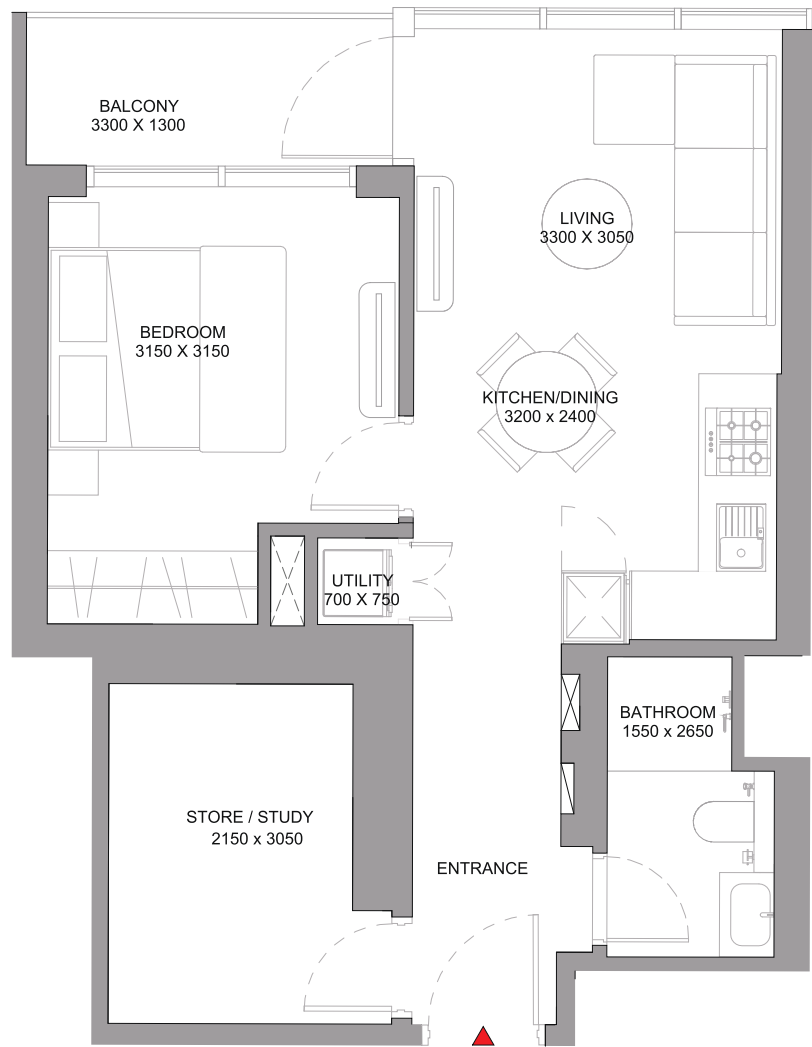 BALCONY
3300 X 1300
LIVING
3300 X 3050
BEDROOM
3150 X 3150
KITCHEN/DINING
3200 x 2400
UTILITY
700 X 750
BATHROOM
1550 x 2650
STORE / STUDY
2150 x 3050
ENTRANCE